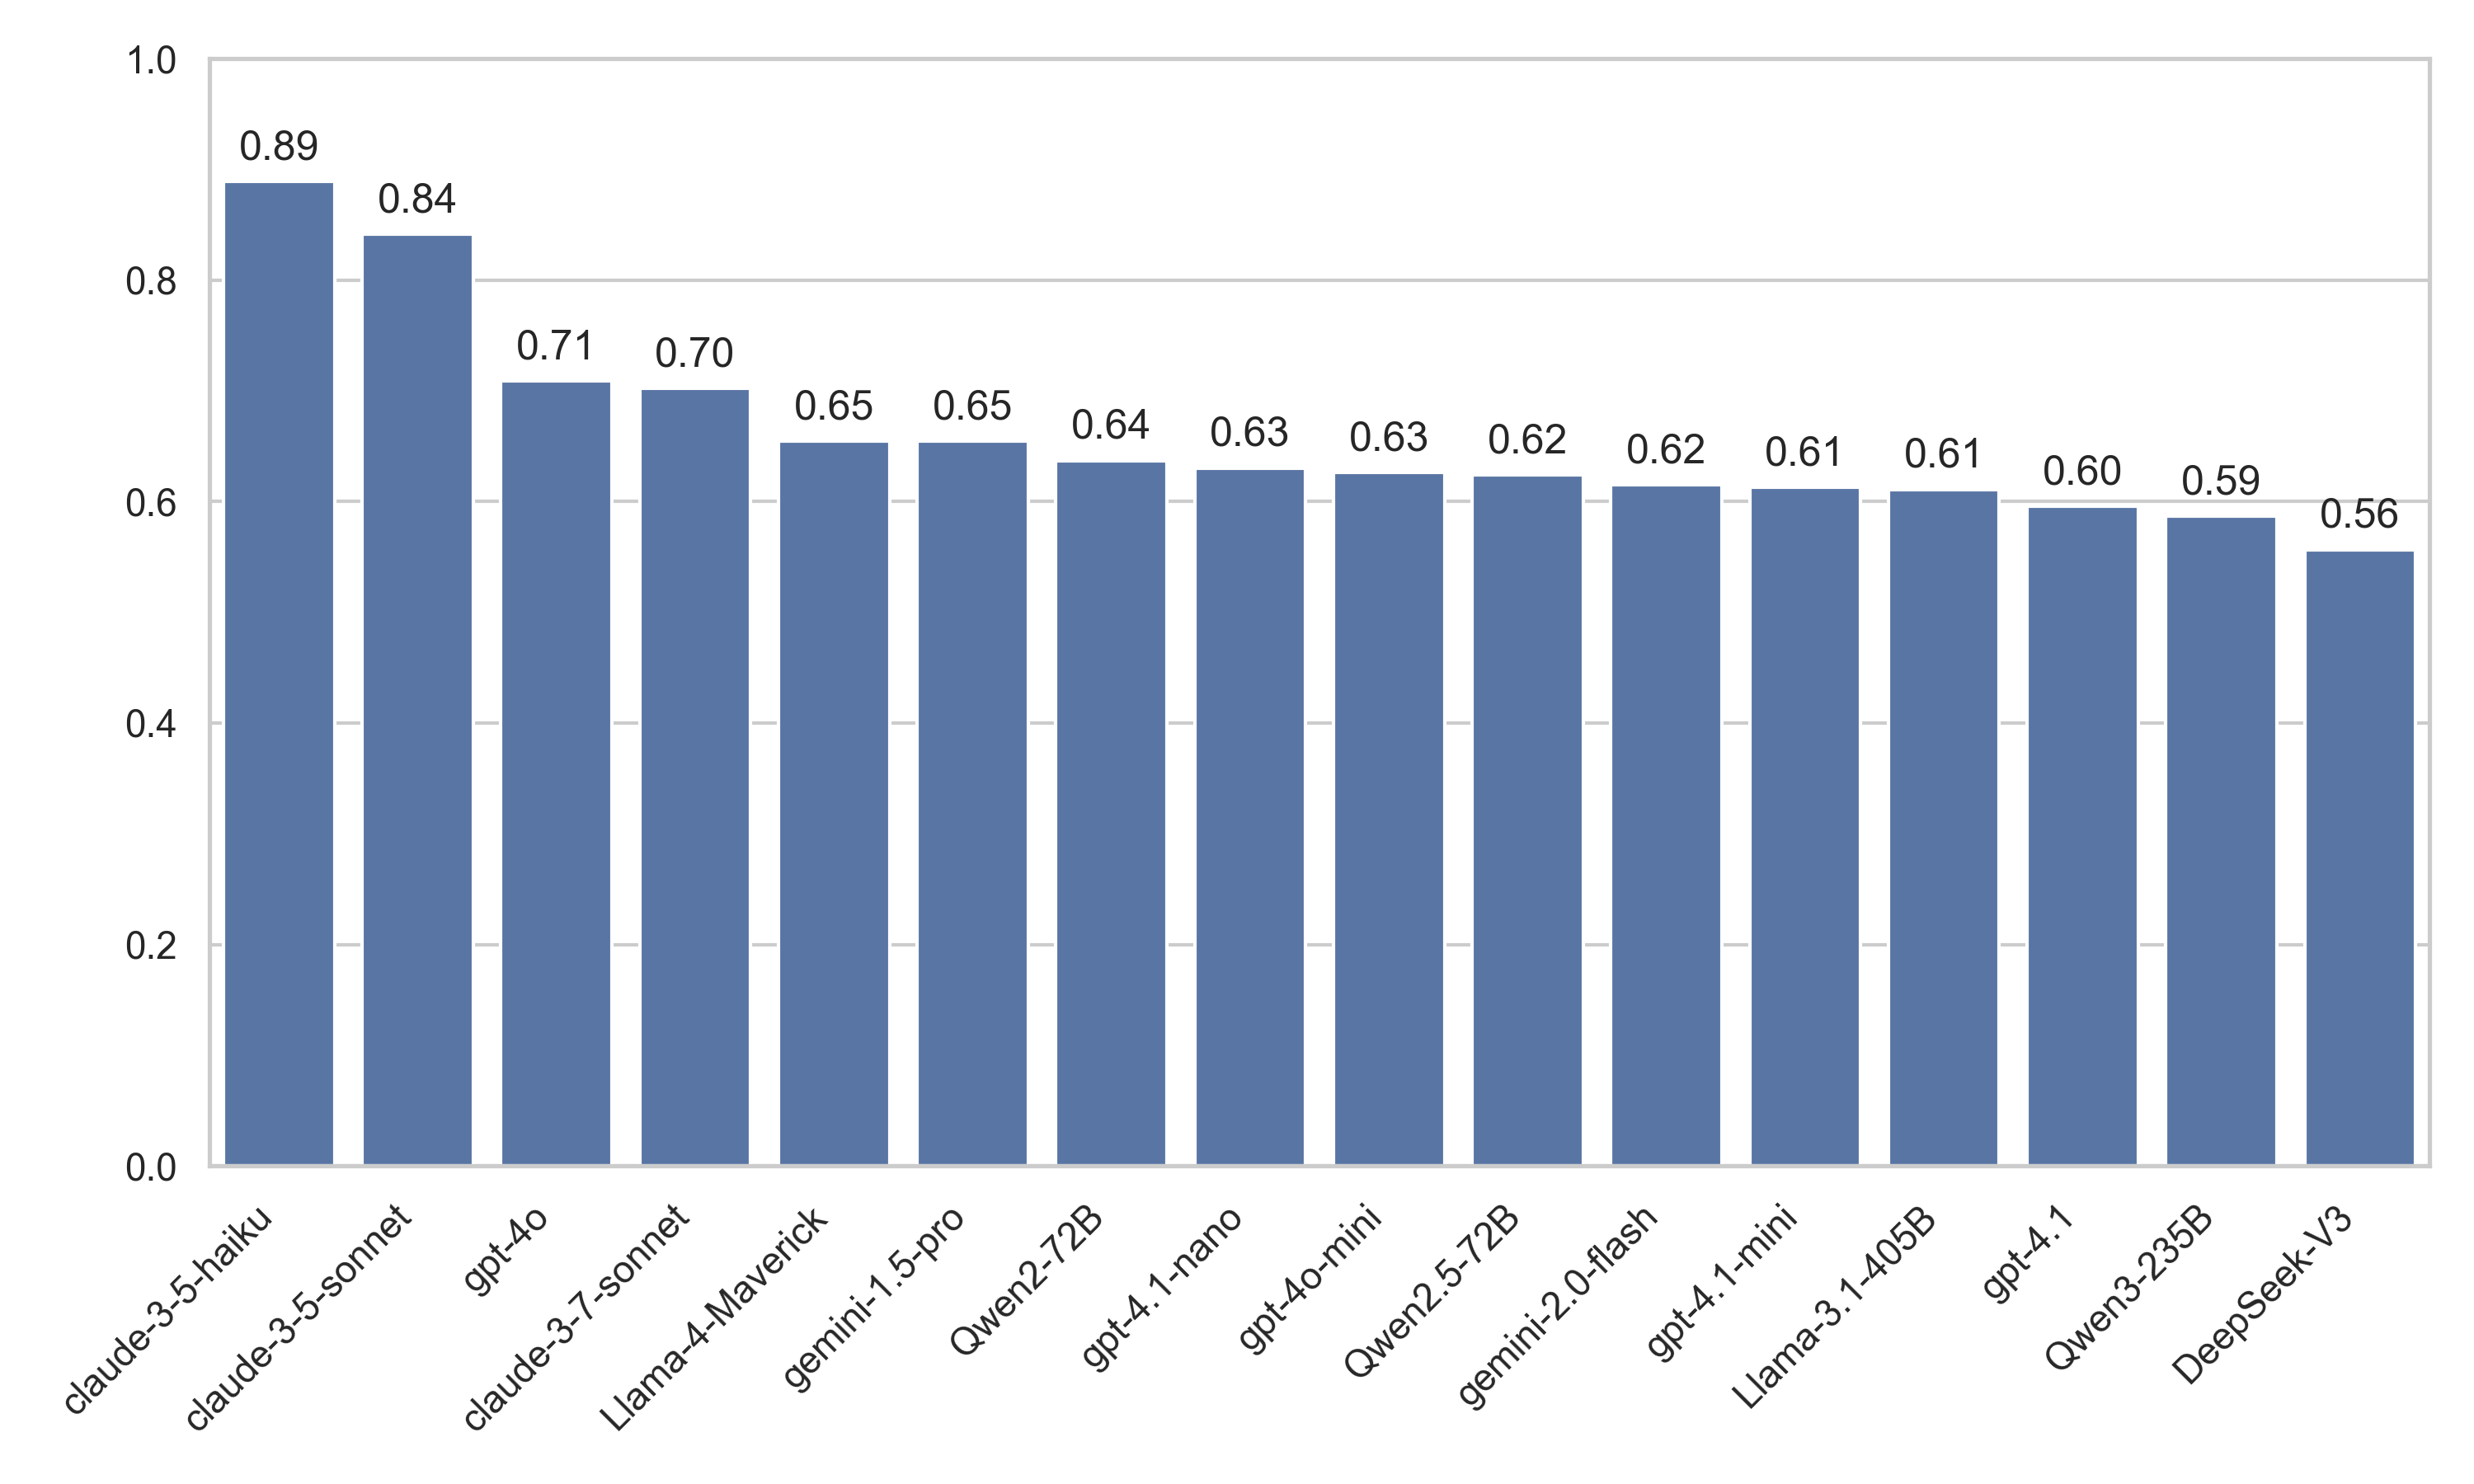 1.0
0.8
0.6
0.4
0.2
0.0
0.89
0.84
0.71
0.70
0.65
0.65
0.64
0.63
0.63
0.62
0.62
0.61
0.61
0.60
0.59
0.56
claude-3-5-haiku
claude-3-5-sonnet
gpt-4o
claude-3-7-sonnet
Llama-4-Maverick
gemini-1.5-pro
Qwen2-72B
gpt-4.1-nano
gpt-4o-mini
Qwen2.5-72B
gemini-2.0-flash
gpt-4.1-mini
Llama-3.1-405B
gpt-4.1
Qwen3-235B
DeepSeek-V3